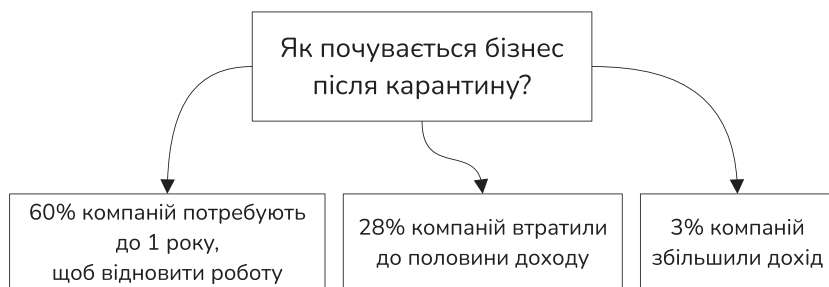 Як почувається бізнес
після карантину?
60% компаній потребують
до 1 року,
щоб відновити роботу
28% компаній втратили
до половини доходу
3% компаній
збільшили дохід